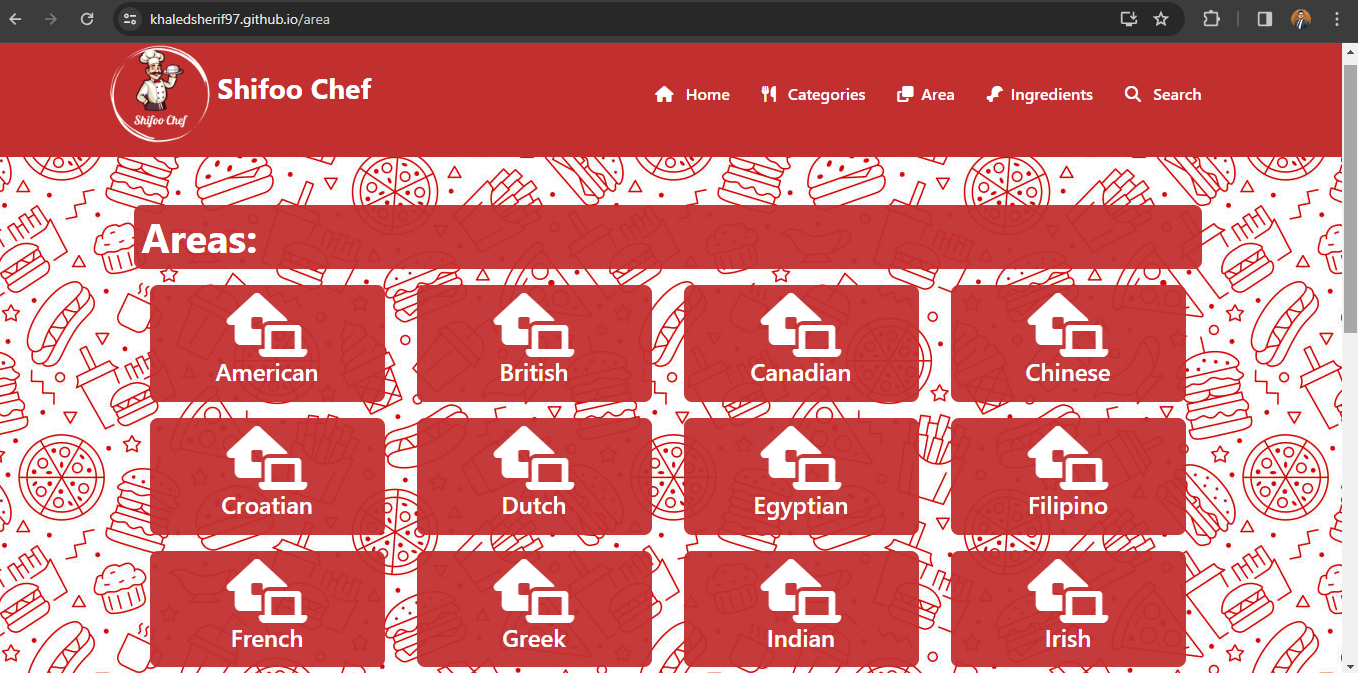 khaledsherif97.github.io/area
Shifoo Chef
Shifoo Chef
Home Categories Area Ingredients Search
Areas:
American British Canadian Chinese
Croatian Dutch Egyptian Filipino
French Greek Indian Irish